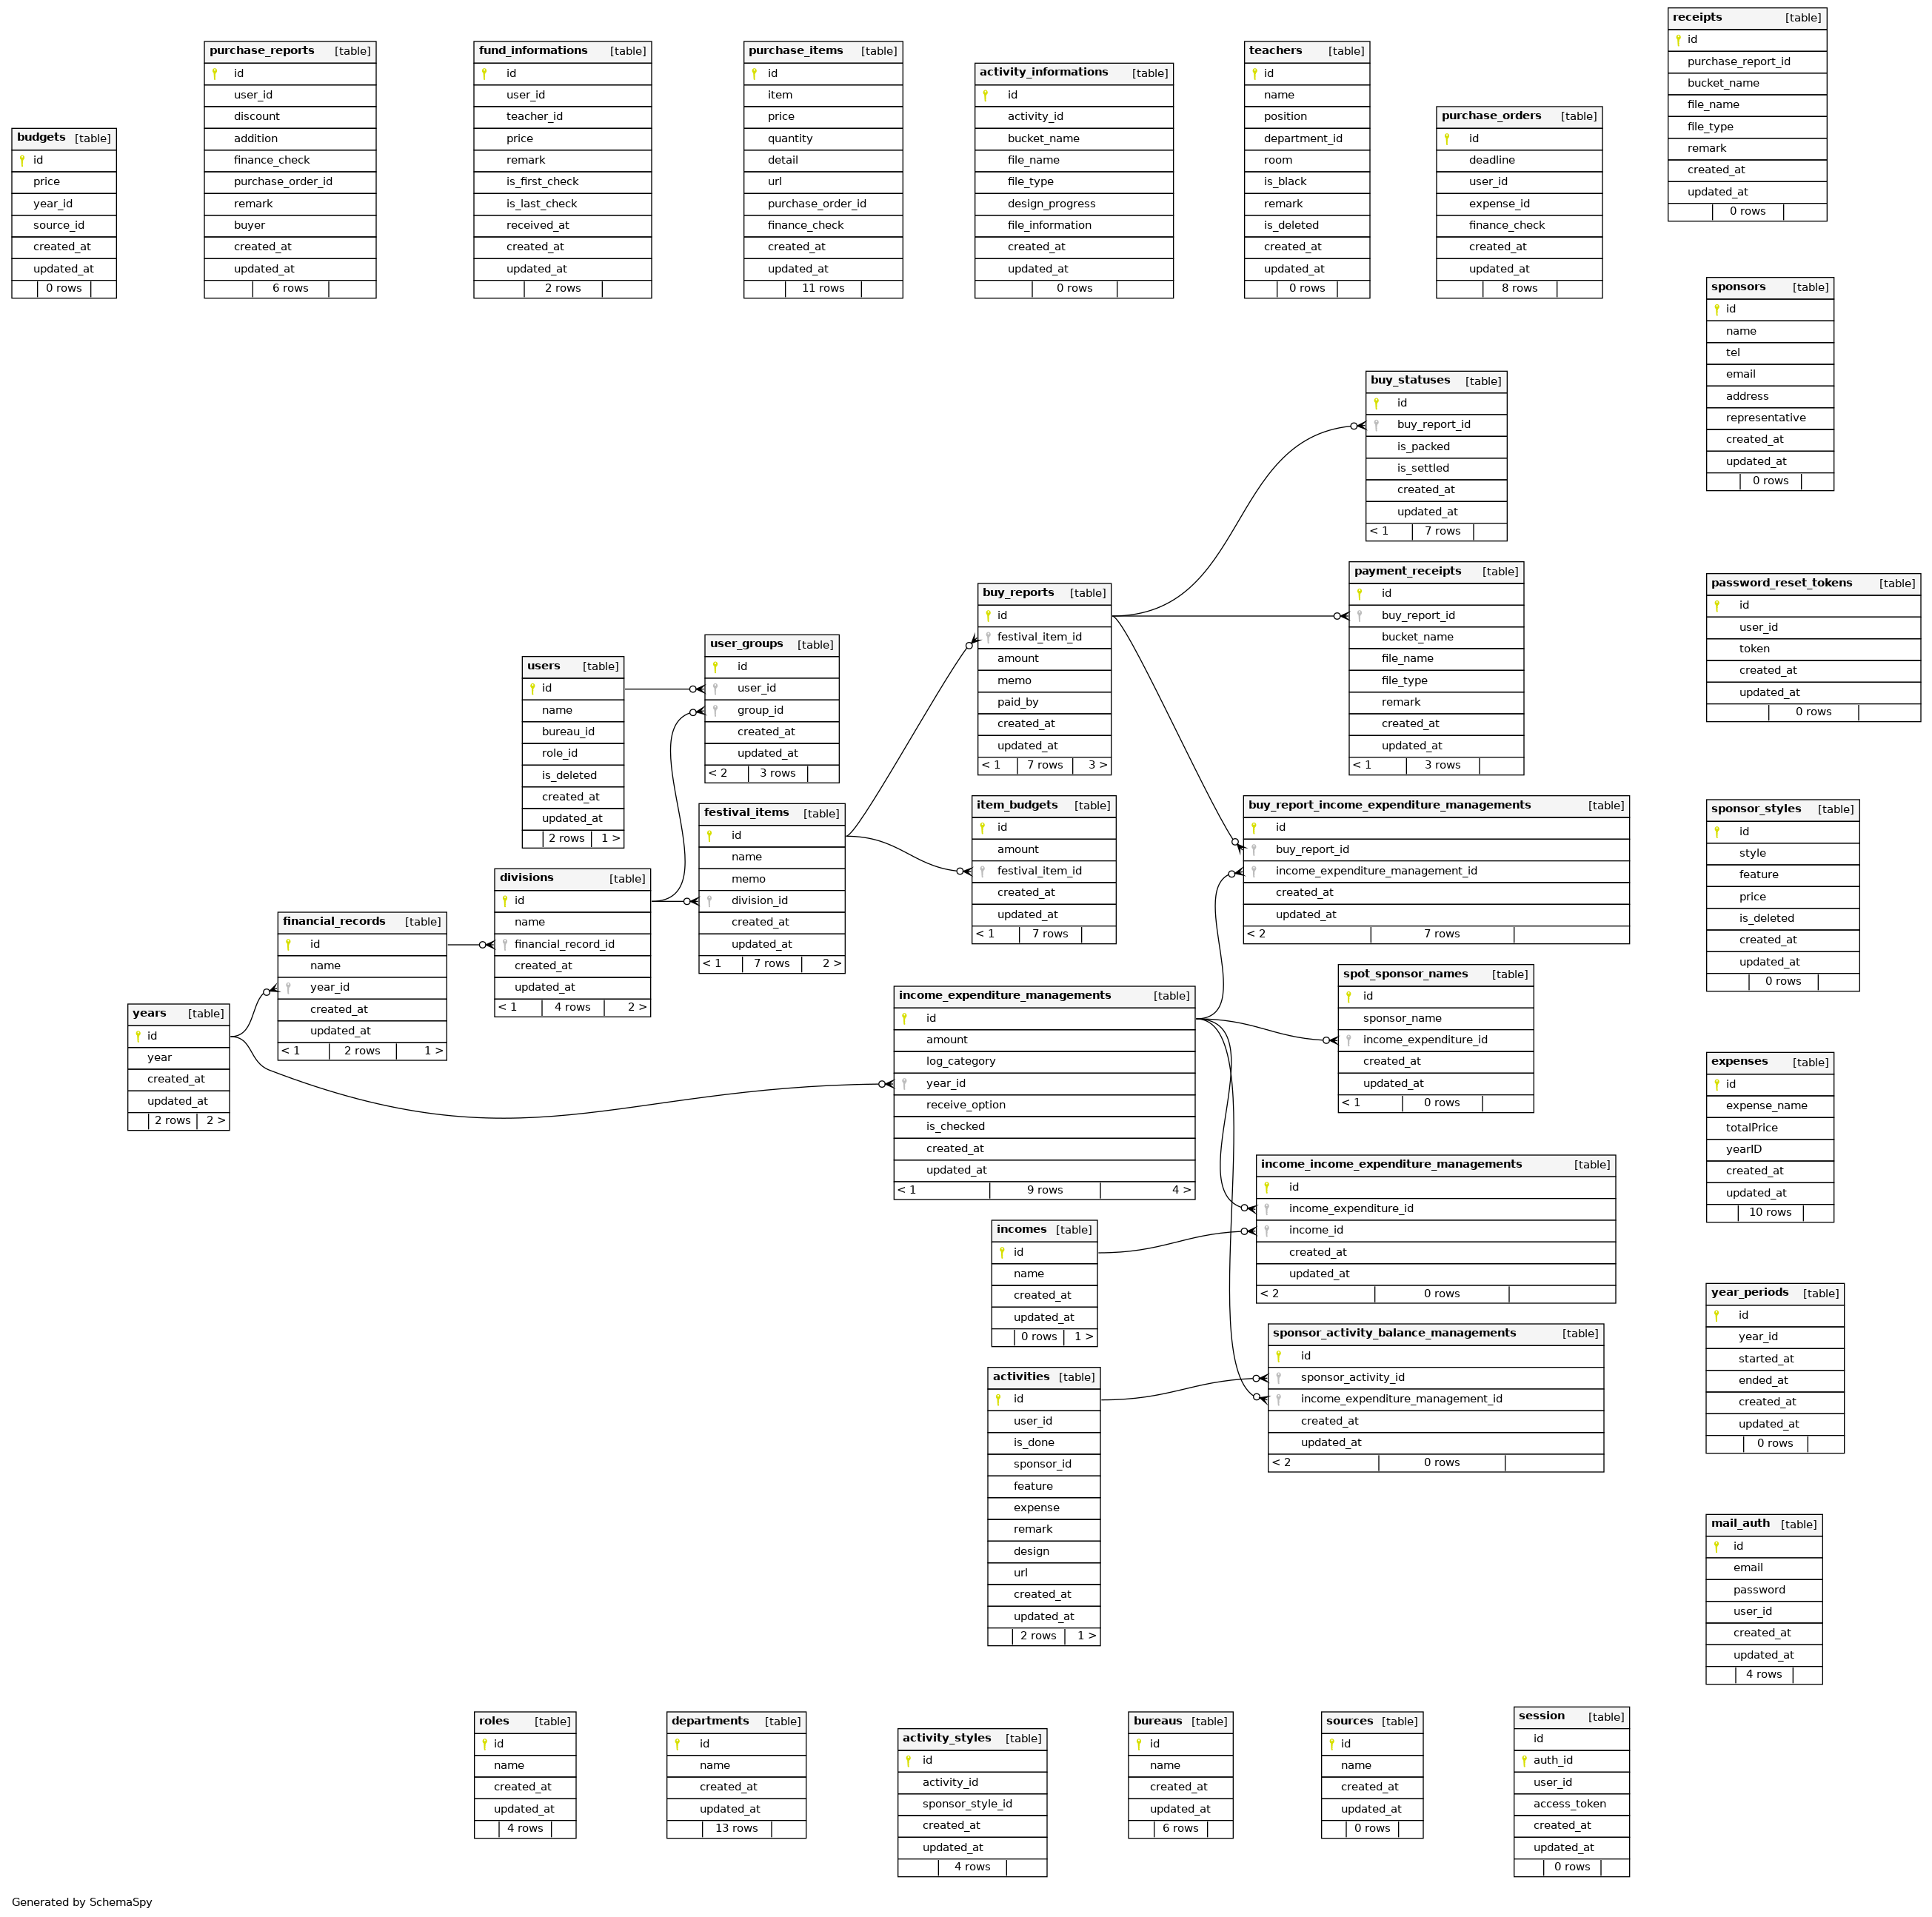 budgets [table]
id
price
year_id
source_id
created_at
updated_at
0 rows
purchase_reports [table]
id
user_id
discount
addition
finance_check
purchase_order_id
remark
buyer
created_at
updated_at
6 rows
fund_informations [table]
id
user_id
teacher_id
price
remark
is_first_check
is_last_check
received_at
created_at
updated_at
2 rows
purchase_items [table]
id
item
price
quantity
detail
url
purchase_order_id
finance_check
created_at
updated_at
11 rows
activity_informations [table]
id
activity_id
bucket_name
file_name
file_type
design_progress
file_information
created_at
updated_at
0 rows
teachers [table]
id
name
position
department_id
room
is_black
remark
is_deleted
created_at
updated_at
0 rows
purchase_orders [table]
id
deadline
user_id
expense_id
finance_check
created_at
updated_at
8 rows
receipts [table]
id
purchase_report_id
bucket_name
file_name
file_type
remark
created_at
updated_at
0 rows
sponsors [table]
id
name
tel
email
address
representative
created_at
updated_at
0 rows
buy_statuses [table]
id
buy_report_id
is_packed
is_settled
created_at
updated_at
< 1 7 rows
payment_receipts [table]
id
buy_report_id
bucket_name
file_name
file_type
remark
created_at
updated_at
< 1 3 rows
password_reset_tokens [table]
id
user_id
token
created_at
updated_at
0 rows
buy_reports [table]
id
festival_item_id
amount
memo
paid_by
created_at
updated_at
< 1 7 rows 3 >
user_groups [table]
id
user_id
group_id
created_at
updated_at
< 2 3 rows
users [table]
id
name
bureau_id
role_id
is_deleted
created_at
updated_at
2 rows 1 >
festival_items [table]
id
name
memo
division_id
created_at
updated_at
< 1 7 rows 2 >
item_budgets [table]
id
amount
festival_item_id
created_at
updated_at
< 1 7 rows
buy_report_income_expenditure_managements [table]
id
buy_report_id
income_expenditure_management_id
created_at
updated_at
< 2 7 rows
sponsor_styles [table]
id
style
feature
price
is_deleted
created_at
updated_at
0 rows
divisions [table]
id
name
financial_record_id
created_at
updated_at
< 1 4 rows 2 >
financial_records [table]
id
name
year_id
created_at
updated_at
< 1 2 rows 1 >
years [table]
id
year
created_at
updated_at
2 rows 2 >
income_expenditure_managements [table]
id
amount
log_category
year_id
receive_option
is_checked
created_at
updated_at
< 1 9 rows 4 >
spot_sponsor_names [table]
id
sponsor_name
income_expenditure_id
created_at
updated_at
< 1 0 rows
expenses [table]
id
expense_name
totalPrice
yearID
created_at
updated_at
10 rows
income_income_expenditure_managements [table]
id
income_expenditure_id
income_id
created_at
updated_at
< 2 0 rows
incomes [table]
id
name
created_at
updated_at
0 rows 1 >
year_periods [table]
id
year_id
started_at
ended_at
created_at
updated_at
0 rows
sponsor_activity_balance_managements [table]
id
sponsor_activity_id
income_expenditure_management_id
created_at
updated_at
< 2 0 rows
activities [table]
id
user_id
is_done
sponsor_id
feature
expense
remark
design
url
created_at
updated_at
2 rows 1 >
mail_auth [table]
id
email
password
user_id
created_at
updated_at
4 rows
roles [table]
id
name
created_at
updated_at
4 rows
departments [table]
id
name
created_at
updated_at
13 rows
activity_styles [table]
id
activity_id
sponsor_style_id
created_at
updated_at
4 rows
bureaus [table]
id
name
created_at
updated_at
6 rows
sources [table]
id
name
created_at
updated_at
0 rows
session [table]
id
auth_id
user_id
access_token
created_at
updated_at
0 rows
Generated by SchemaSpy